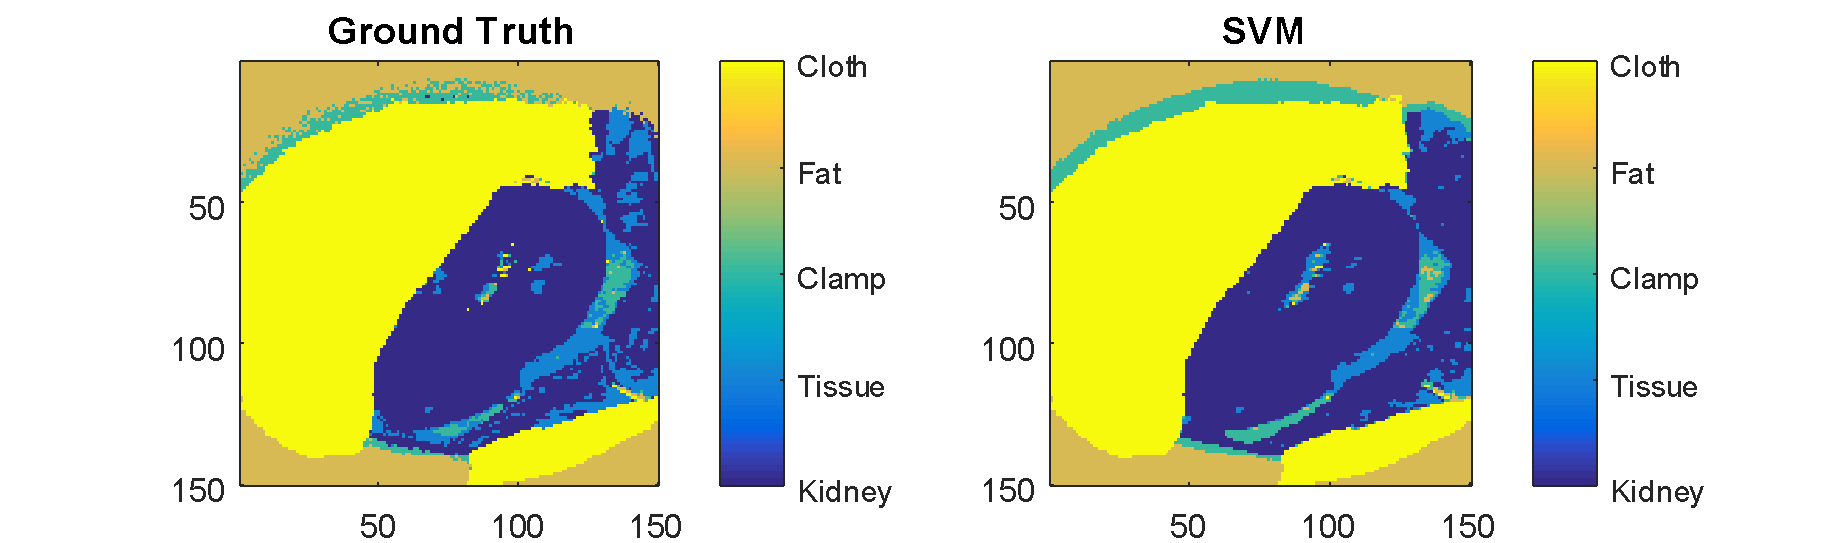 Ground Truth
50
100
150
50
100
150
Cloth
Fat
Clamp
Tissue
Kidney
SVM
50
100
150
50
100
150
Cloth
Fat
Clamp
Tissue
Kidney